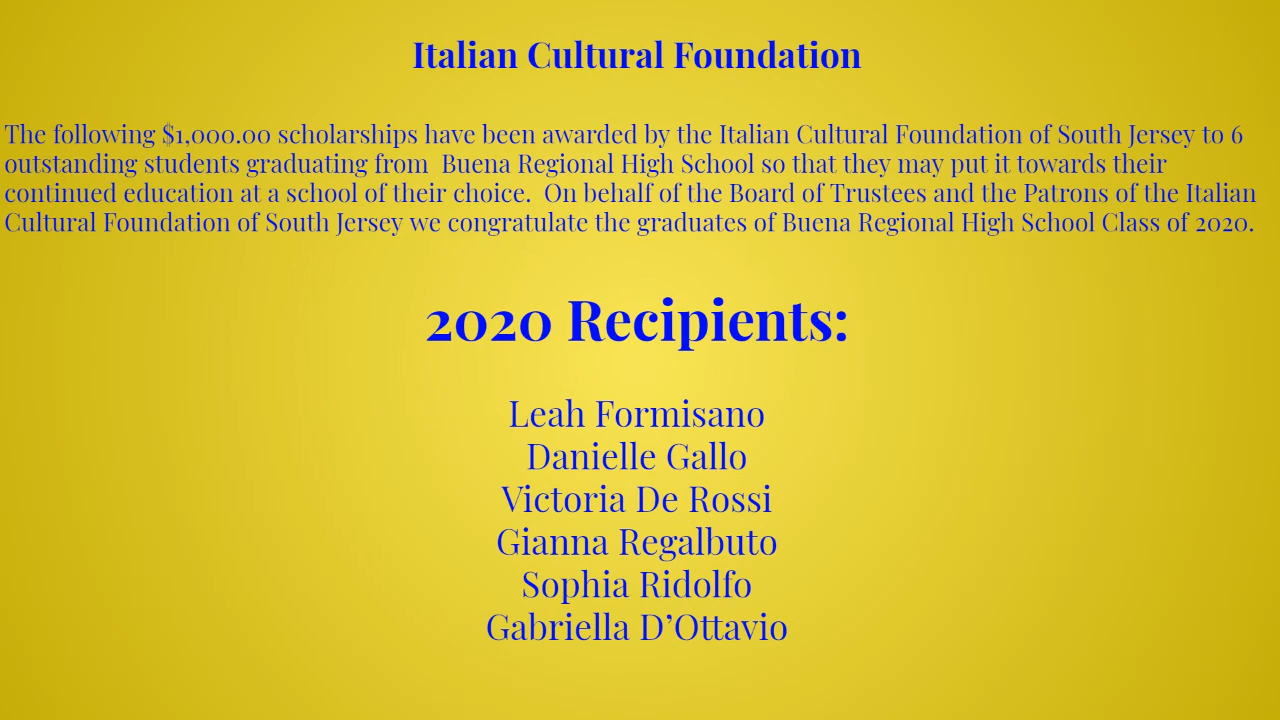 Italian Cultural Foundation
The following $1,000.00 scholarships have been awarded by the Italian Cultural Foundation of South Jersey to 6
outstanding students graduating from  Buena Regional High School so that they may put it towards their
continued education at a school of their choice.  On behalf of the Board of Trustees and the Patrons of the Italian
Cultural Foundation of South Jersey we congratulate the graduates of Buena Regional High School Class of 2020.
2020 Recipients:
Leah Formisano
Danielle Gallo
Victoria De Rossi
Gianna Regalbuto
Sophia Ridolfo
Gabriella D’Ottavio